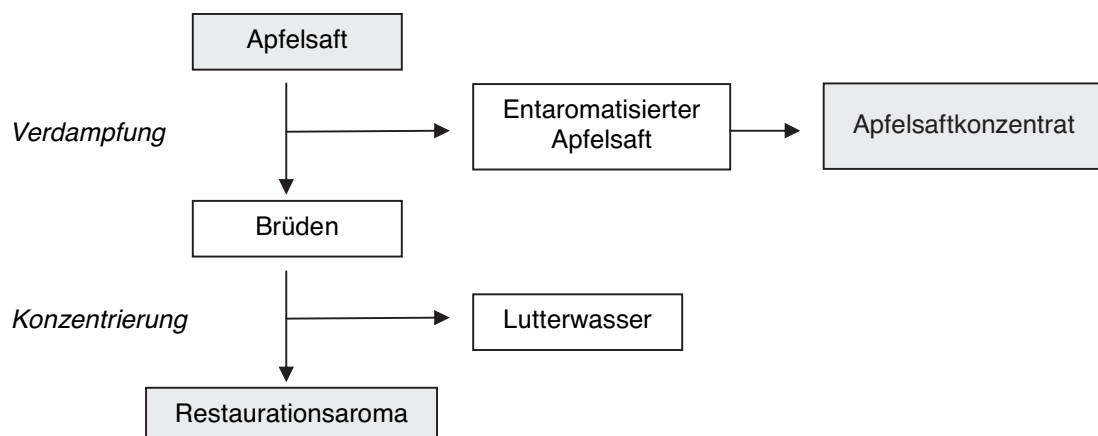 Apfelsaft
Verdampfung
Entaromatisierter
Apfelsaft
Apfelsaftkonzentrat
Brüden
Konzentrierung
Lutterwasser
Restaurationsaroma